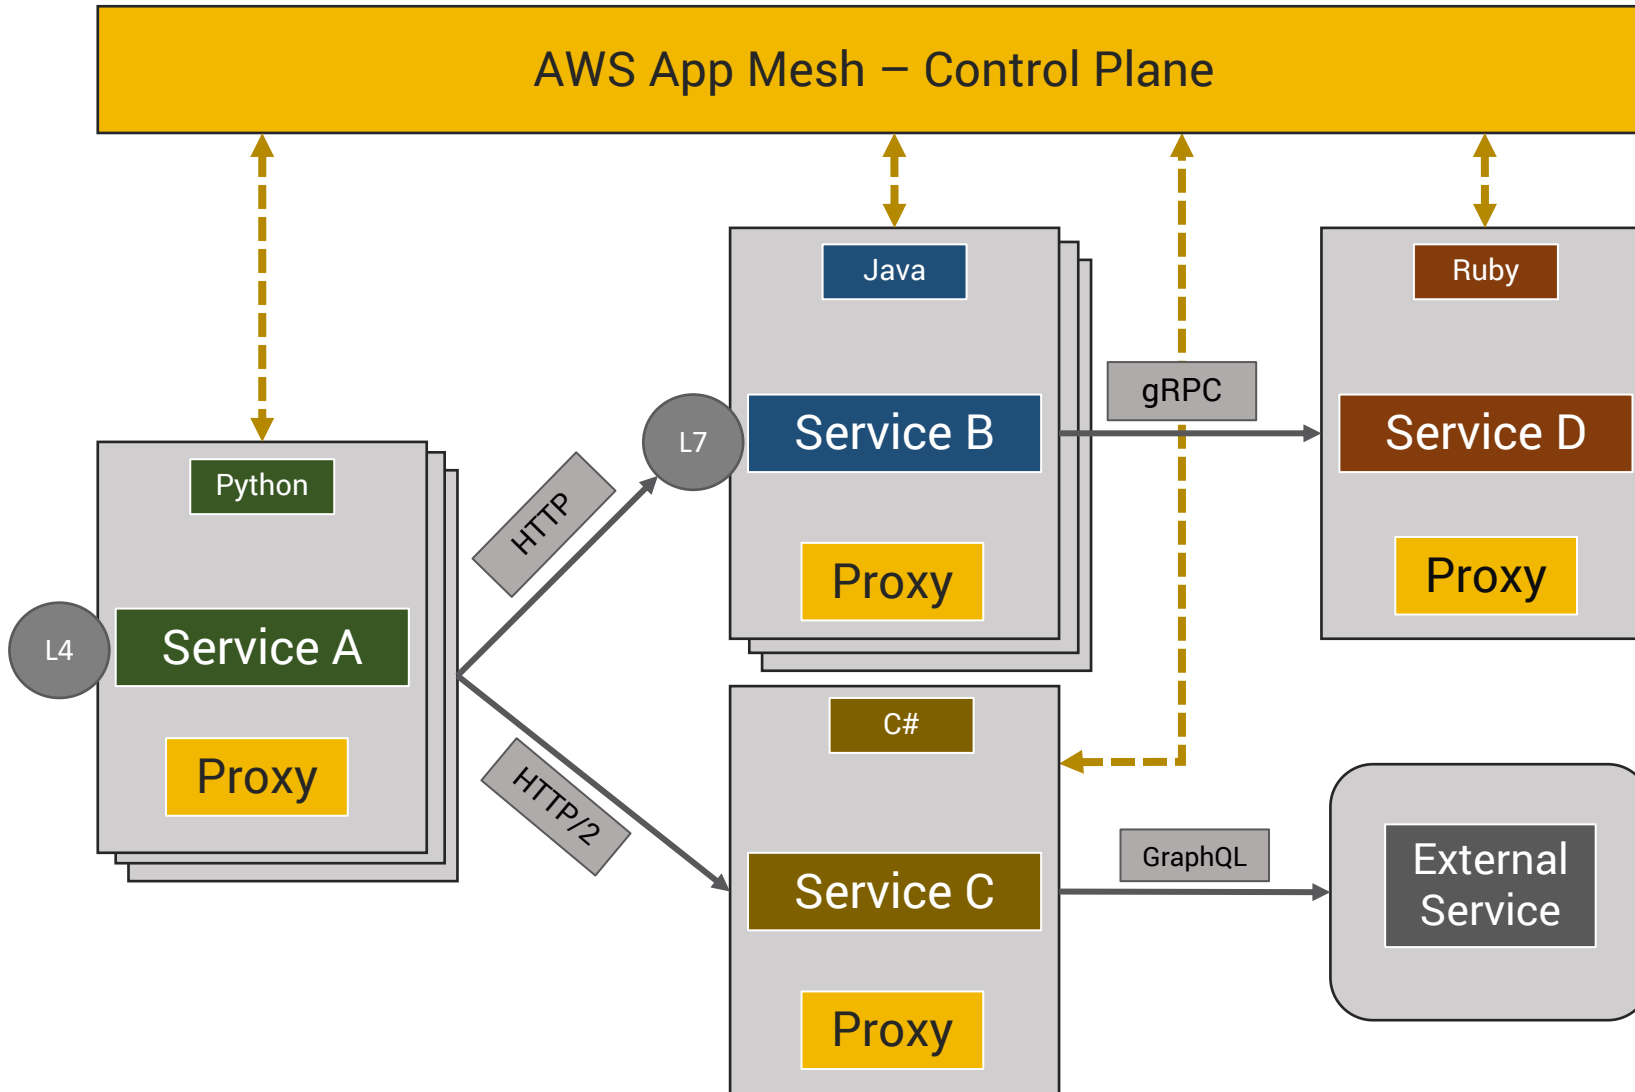 AWS App Mesh – Control Plane
Java
Ruby
gRPC
L7
Service B
Service D
Python
HTTP
Proxy
Proxy
L4
Service A
C#
Proxy
HTTP/2
GraphQL
Service C
External
Service
Proxy